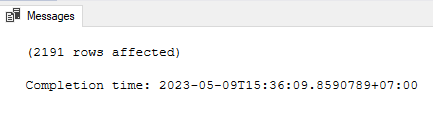 Messages
(2191 rows affected)
Completion time: 2023-05-09T15:36:09.8590789+07:00